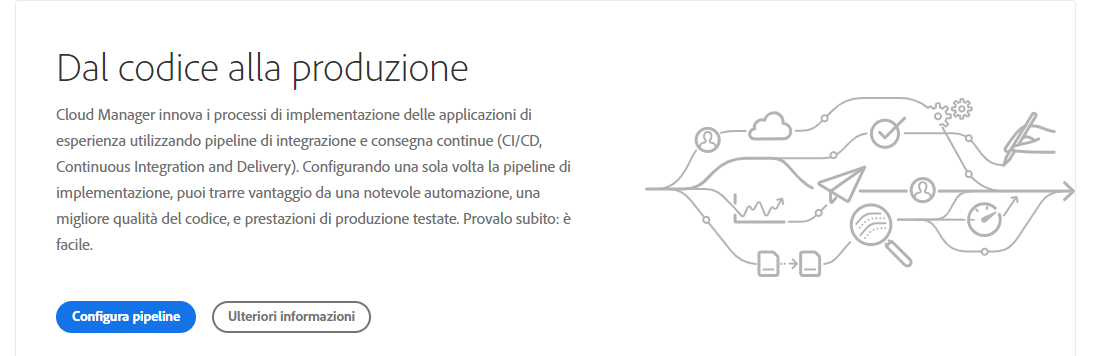 Dal codice alla produzione
Cloud Manager innova i processi di implementazione delle applicazioni di
esperienza utilizzando pipeline di integrazione e consegna continue (CI/CD,
Continuous Integration and Delivery). Configurando una sola volta la pipeline di
implementazione, puoi trarre vantaggio da una notevole automazione, una
migliore qualità del codice, e prestazioni di produzione testate. Provalo subito: è
facile.
Configura pipeline
Ulteriori informazioni